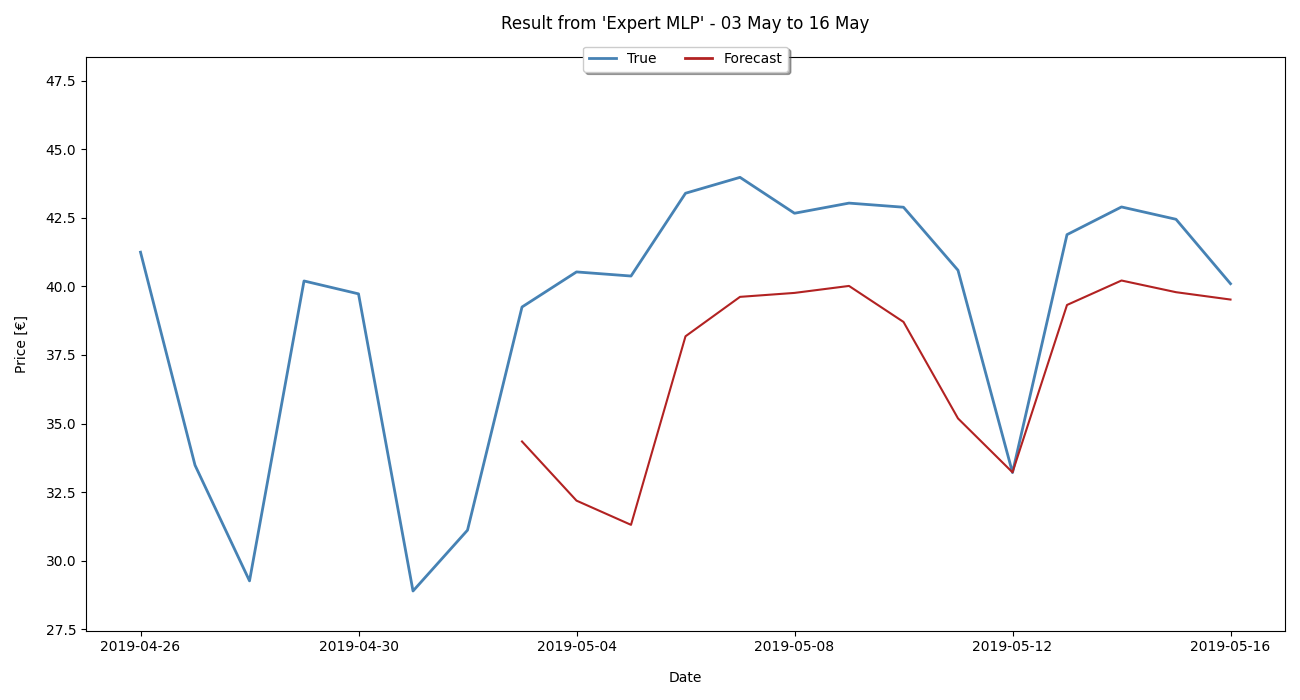 Result from 'Expert MLP' - 03 May to 16 May
True Forecast
47.5
45.0
42.5
40.0
37.5
35.0
32.5
30.0
27.5
Price [€]
2019-04-26 2019-04-30 2019-05-04 2019-05-08 2019-05-12 2019-05-16
Date